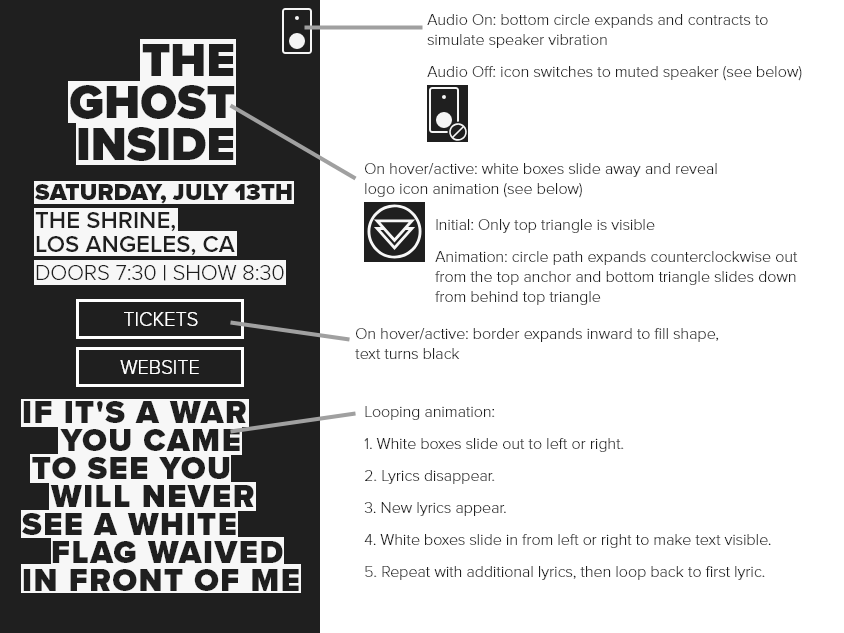 THE
GHOST
INSIDE
SATURDAY, JULY 13TH
THE SHRINE,
LOS ANGELES, CA
DOORS 7:30 | SHOW 8:30
TICKETS
WEBSITE
IF IT'S A WAR
YOU CAME
TO SEE YOU
WILL NEVER
SEE A WHITE
FLAG WAIVED
IN FRONT OF ME
Audio On: bottom circle expands and contracts to
simulate speaker vibration
Audio Off: icon switches to muted speaker (see below)
On hover/active: white boxes slide away and reveal
logo icon animation (see below)
Initial: Only top triangle is visible
Animation: circle path expands counterclockwise out
from the top anchor and bottom triangle slides down
from behind top triangle
On hover/active: border expands inward to fill shape,
text turns black
Looping animation:
1. White boxes slide out to left or right.
2. Lyrics disappear.
3. New lyrics appear.
4. White boxes slide in from left or right to make text visible.
5. Repeat with additional lyrics, then loop back to first lyric.